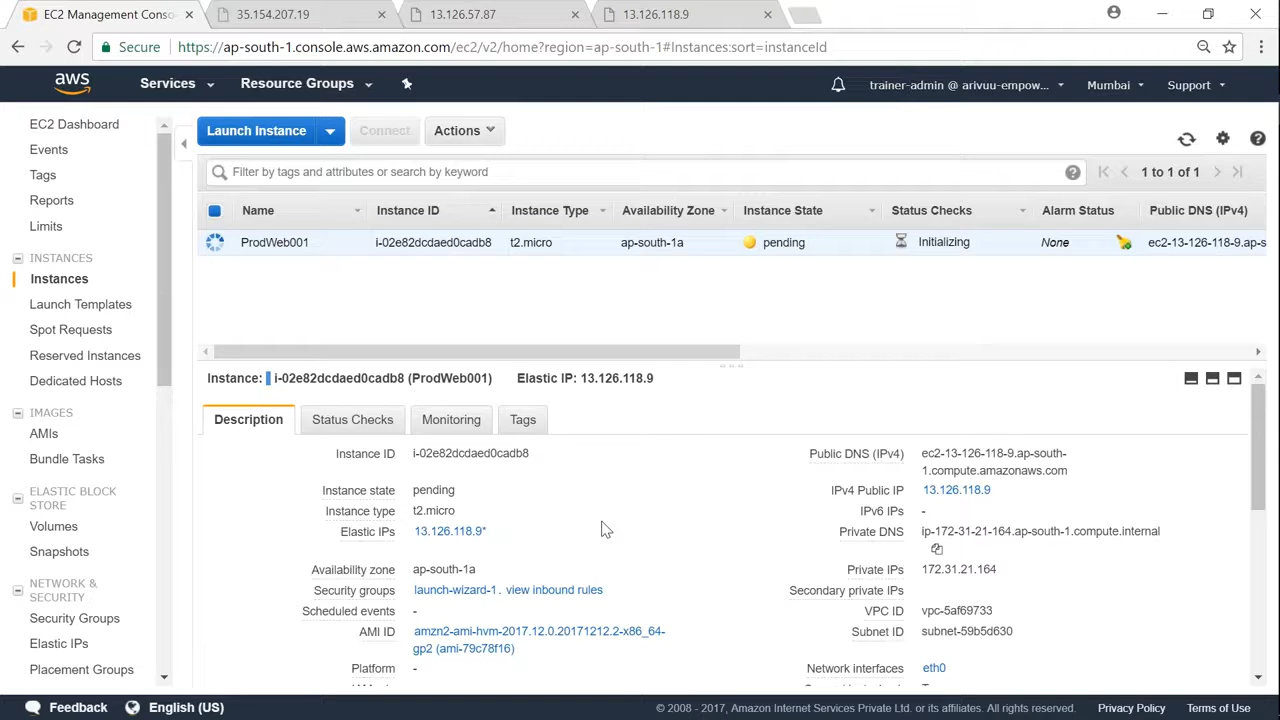 EC2 Management Conso
35.154.207.19
13.126.57.87
13.126.118.9
Secure
https://ap-south-1.console.aws.amazon.com/ec2/v2/home?region=ap-south-1#Instances:sort=instanceId
aws
Services
Resource Groups
trainer-admin @ arivuu-empow...
Mumbai
Support
EC2 Dashboard
Events
Tags
Reports
Limits
INSTANCES
Instances
Launch Templates
Spot Requests
Reserved Instances
Dedicated Hosts
IMAGES
AMIs
Bundle Tasks
ELASTIC BLOCK
STORE
Volumes
Snapshots
NETWORK &
SECURITY
Security Groups
Elastic IPs
Placement Groups
Launch Instance
Connect
Actions
Filter by tags and attributes or search by keyword
1 to 1 of 1
Name Instance ID Instance Type Availability Zone Instance State Status Checks Alarm Status Public DNS (IPv4)
ProdWeb001 i-02e82dcdaed0cadb8 t2.micro ap-south-1a pending Initializing None ec2-13-126-118-9.ap-s
Instance: i-02e82dcdaed0cadb8 (ProdWeb001) Elastic IP: 13.126.118.9
Description
Status Checks
Monitoring
Tags
Instance ID i-02e82dcdaed0cadb8
Instance state pending
Instance type t2.micro
Elastic IPs 13.126.118.9*
Availability zone ap-south-1a
Security groups launch-wizard-1. view inbound rules
Scheduled events -
AMI ID amzn2-ami-hvm-2017.12.0.20171212.2-x86_64-
gp2 (ami-79c78f16)
Platform -
Public DNS (IPv4) ec2-13-126-118-9.ap-south-
1.compute.amazonaws.com
IPv4 Public IP 13.126.118.9
IPv6 IPs -
Private DNS ip-172-31-21-164.ap-south-1.compute.internal
Private IPs 172.31.21.164
Secondary private IPs
VPC ID vpc-5af69733
Subnet ID subnet-59b5d630
Network interfaces eth0
Feedback
English (US)
© 2008 - 2017, Amazon Internet Services Private Ltd. or its affiliates. All rights reserved.
Privacy Policy
Terms of Use